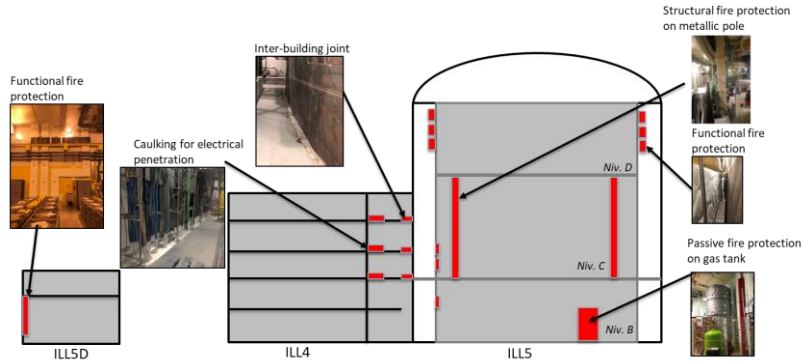 Structural fire protection
on metallic pole
Inter-building joint
Functional fire
protection
Caulking for electrical
penetration
Functional fire
protection
Niv. D
Passive fire protection
on gas tank
Niv. C
Niv. B
ILL5D
ILL4
ILL5